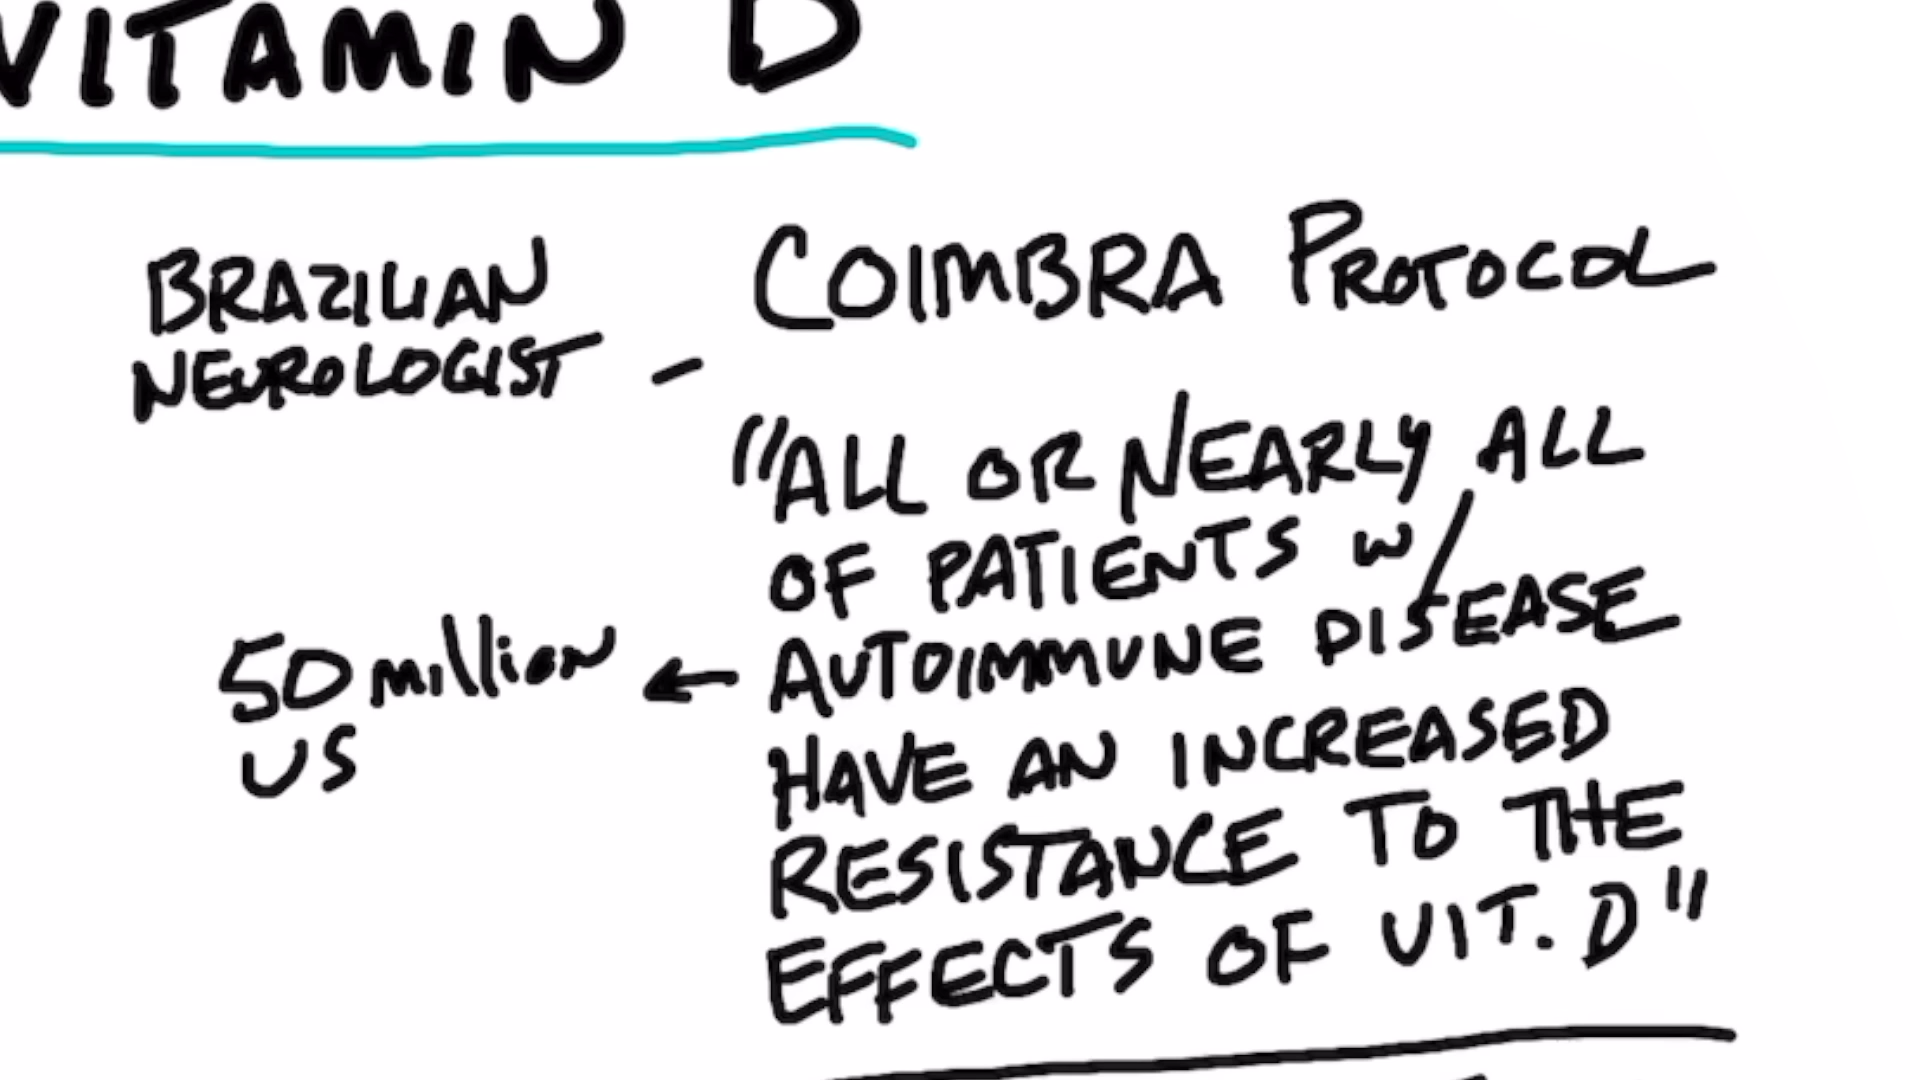 VITAMIN D
BRAZILIAN
NEUROLOGIST -
COIMBRA PROTOCOL
"ALL OR NEARLY ALL
OF PATIENTS w/
AUTOIMMUNE DISEASE
HAVE AN INCREASED
RESISTANCE TO THE
EFFECTS OF VIT. D"
50 million ←
US